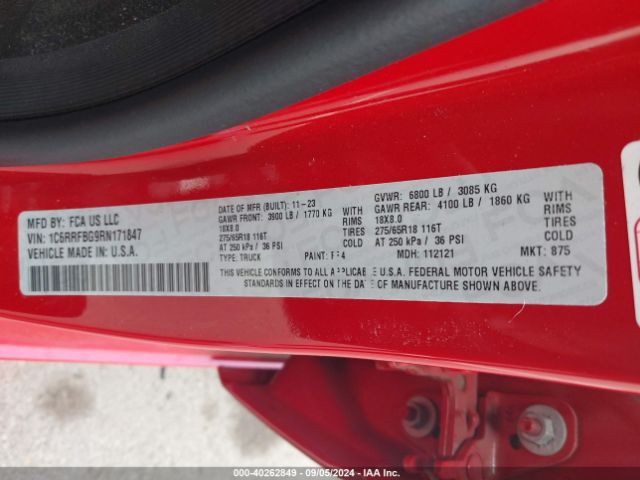 MFD BY: FCA US LLC
VIN: 1C6RRFBG9RN171847
VEHICLE MADE IN: U.S.A.
DATE OF MFR (BUILT): 11-23
GAWR FRONT: 3900 LB / 1770 KG WITH
18X8.0 RIMS
275/65R18 116T TIRES
AT 250 kPa / 36 PSI
TYPE: TRUCK PAINT:
GVWR: 6800 LB / 3085 KG
GAWR REAR: 4100 LB / 1860 KG WITH
18X8.0 RIMS
275/65R18 116T TIRES
AT 250 kPa / 36 PSI
MDH: 112121 MKT: 875
THIS VEHICLE CONFORMS TO ALL APPLICABLE U.S.A. FEDERAL MOTOR VEHICLE SAFETY
STANDARDS IN EFFECT ON THE DATE OF MANUFACTURE SHOWN ABOVE.
000-40262849 - 09/05/2024 - IAA Inc.